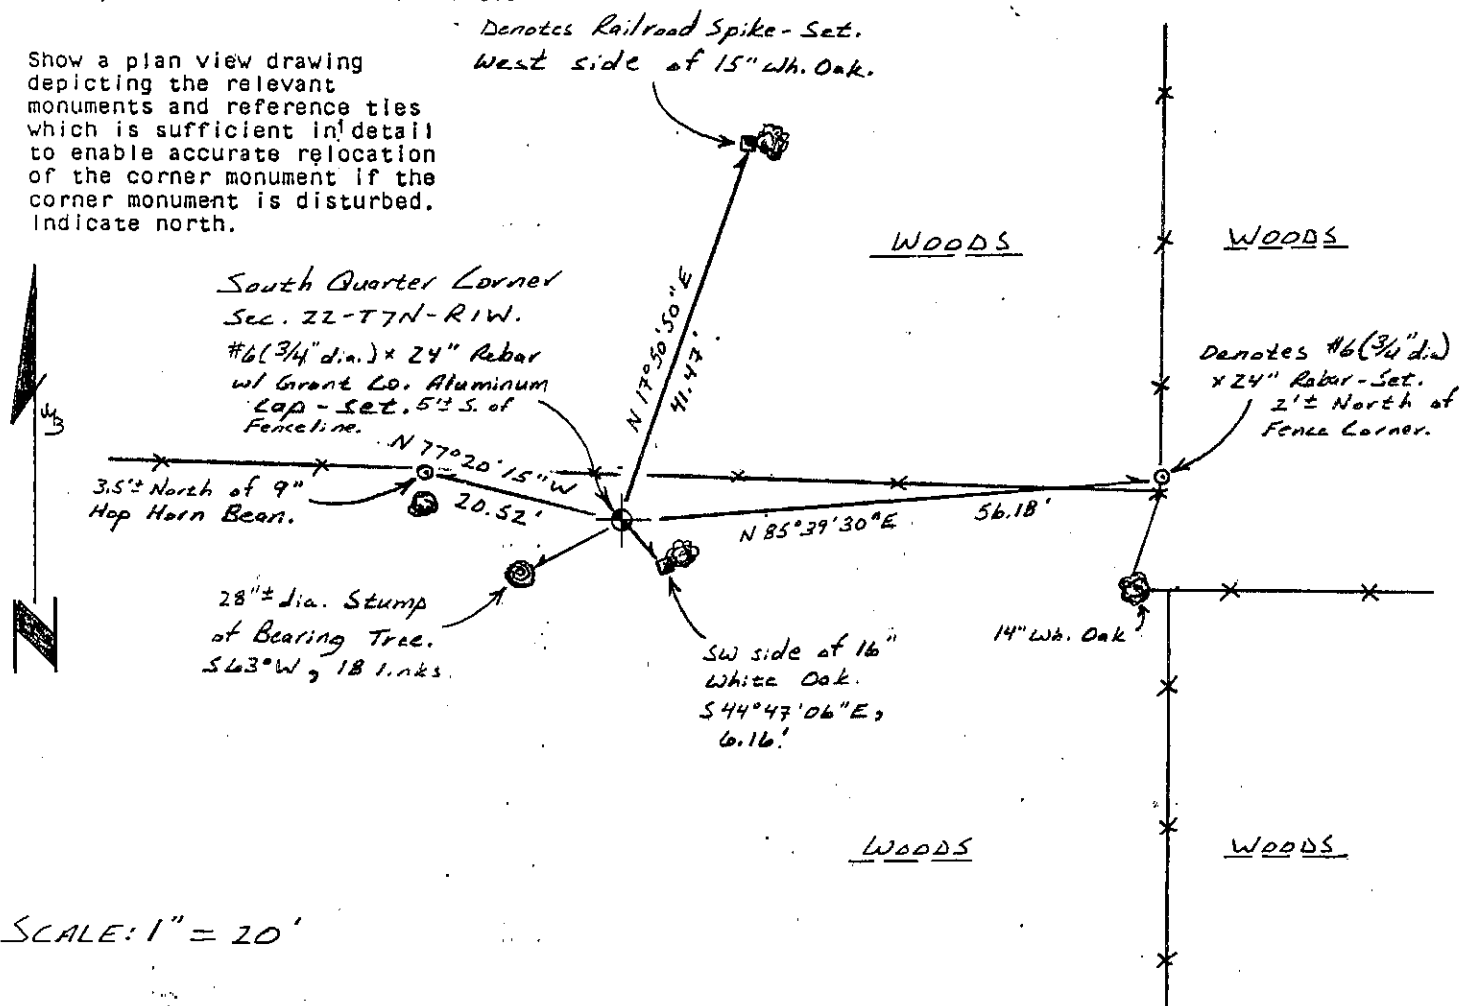 Show a plan view drawing
depicting the relevant
monuments and reference ties
which is sufficient in detail
to enable accurate relocation
of the corner monument if the
corner monument is disturbed.
Indicate north.
Denotes Railroad Spike - Set.
West side of 15" Wh. Oak.
WOODS
WOODS
South Quarter Corner
Sec. 22-T7N-R1W.
#6(3/4" dia.) x 24" Rebar
w/ Grant Co. Aluminum
Cap - Set. 5'± S. of
Fenceline.
N 17°50'50" E
41.47'
Denotes #6(3/4" dia)
x 24" Rebar - Set.
2'± North of
Fence Corner.
N 77°20'15" W
20.52'
3.5'± North of 9"
Hop Horn Bean.
N 85°39'30" E
56.18'
28"± dia. Stump
of Bearing Tree.
S63°W, 18 links.
SW side of 16"
White Oak.
S 44°47'06" E,
6.16'
14" Wh. Oak
N
WOODS
WOODS
SCALE: 1" = 20'